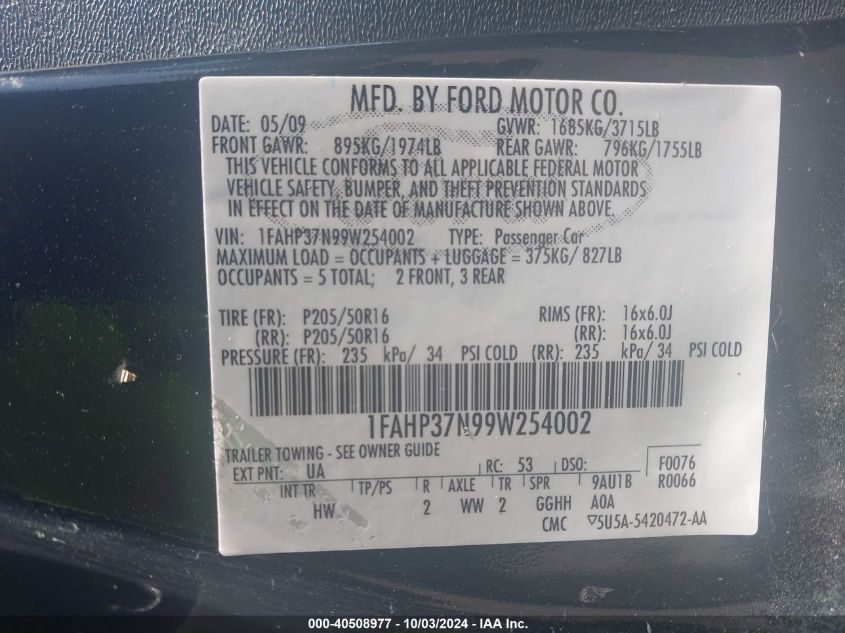 MFD. BY FORD MOTOR CO.
DATE: 05/09 GVWR: 1685KG/3715LB
FRONT GAWR: 895KG/1974LB REAR GAWR: 796KG/1755LB
THIS VEHICLE CONFORMS TO ALL APPLICABLE FEDERAL MOTOR
VEHICLE SAFETY, BUMPER, AND THEFT PREVENTION STANDARDS
IN EFFECT ON THE DATE OF MANUFACTURE SHOWN ABOVE.
VIN: 1FAHP37N99W254002 TYPE: Passenger Car
MAXIMUM LOAD = OCCUPANTS + LUGGAGE = 375KG/ 827LB
OCCUPANTS = 5 TOTAL; 2 FRONT, 3 REAR
TIRE (FR): P205/50R16 RIMS (FR): 16x6.0J
(RR): P205/50R16 (RR): 16x6.0J
PRESSURE (FR): 235 kPa/ 34 PSI COLD (RR): 235 kPa/ 34 PSI COLD
1FAHP37N99W254002
TRAILER TOWING - SEE OWNER GUIDE
EXT PNT: UA RC: 53 DSO: F0076
INT TR TP/PS R AXLE TR SPR 9AU1B R0066
HW 2 WW 2 GGHH A0A
CMC ▽5U5A-5420472-AA
000-40508977 - 10/03/2024 - IAA Inc.